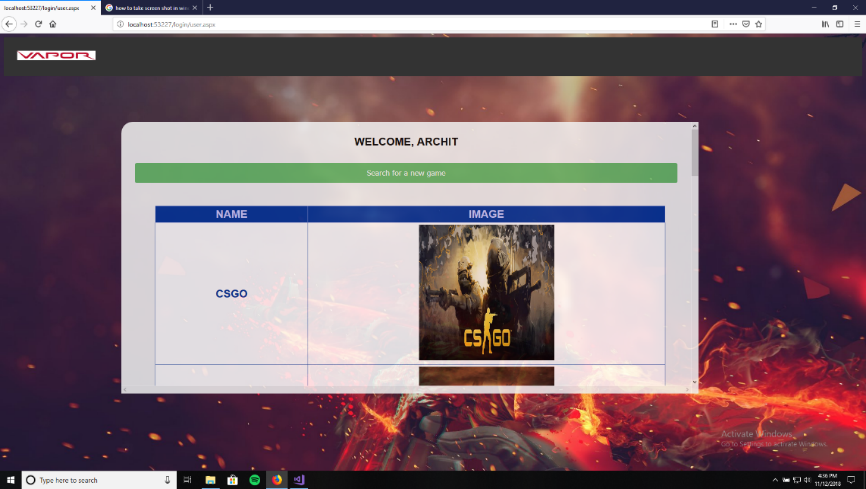 localhost:53227/login/user.aspx
how to take screen shot in win
localhost:53227/login/user.aspx
VAPOR
WELCOME, ARCHIT
Search for a new game
NAME IMAGE
CSGO
CS GO
Activate Windows
Go to Settings to activate Windows.
Type here to search
4:36 PM
11/12/2018